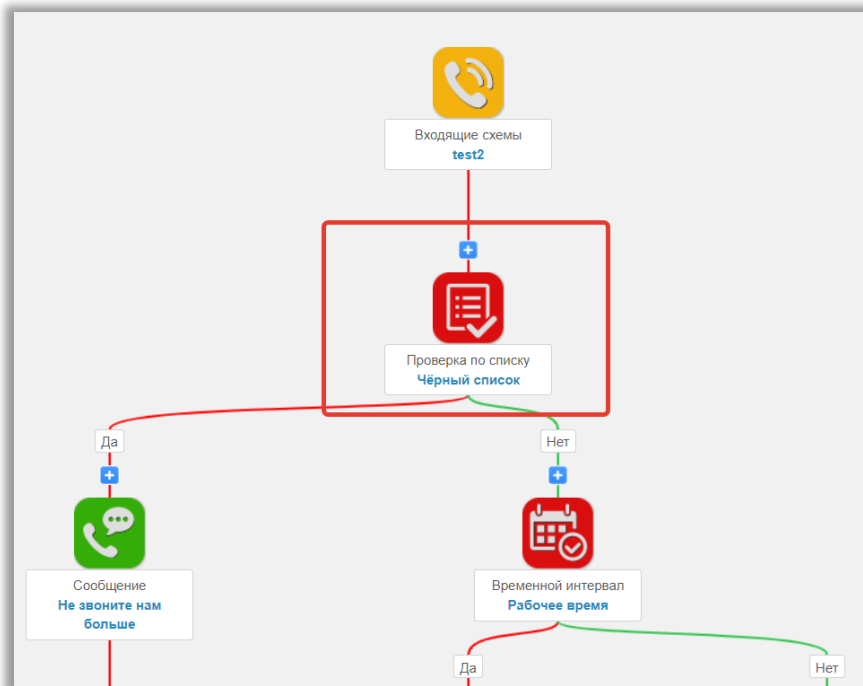 Входящие схемы
test2
Проверка по списку
Чёрный список
Да
Нет
Сообщение
Не звоните нам
больше
Временной интервал
Рабочее время
Да
Нет